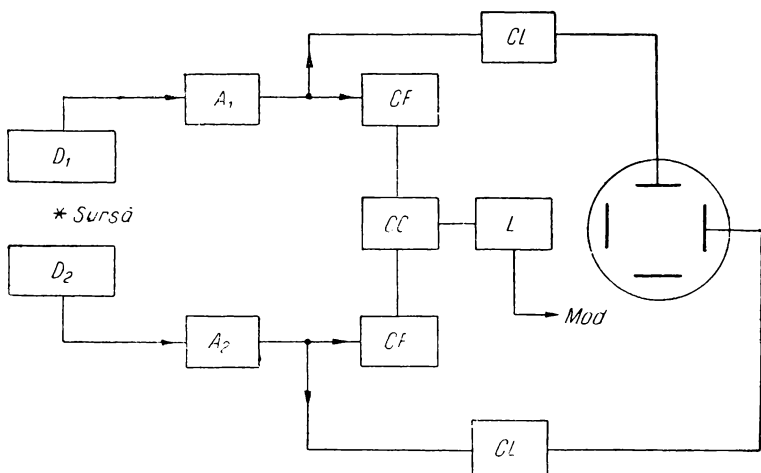 CL
A₁
CF
D₁
* Sursă
CC
L
D₂
Mod
A₂
CF
CL